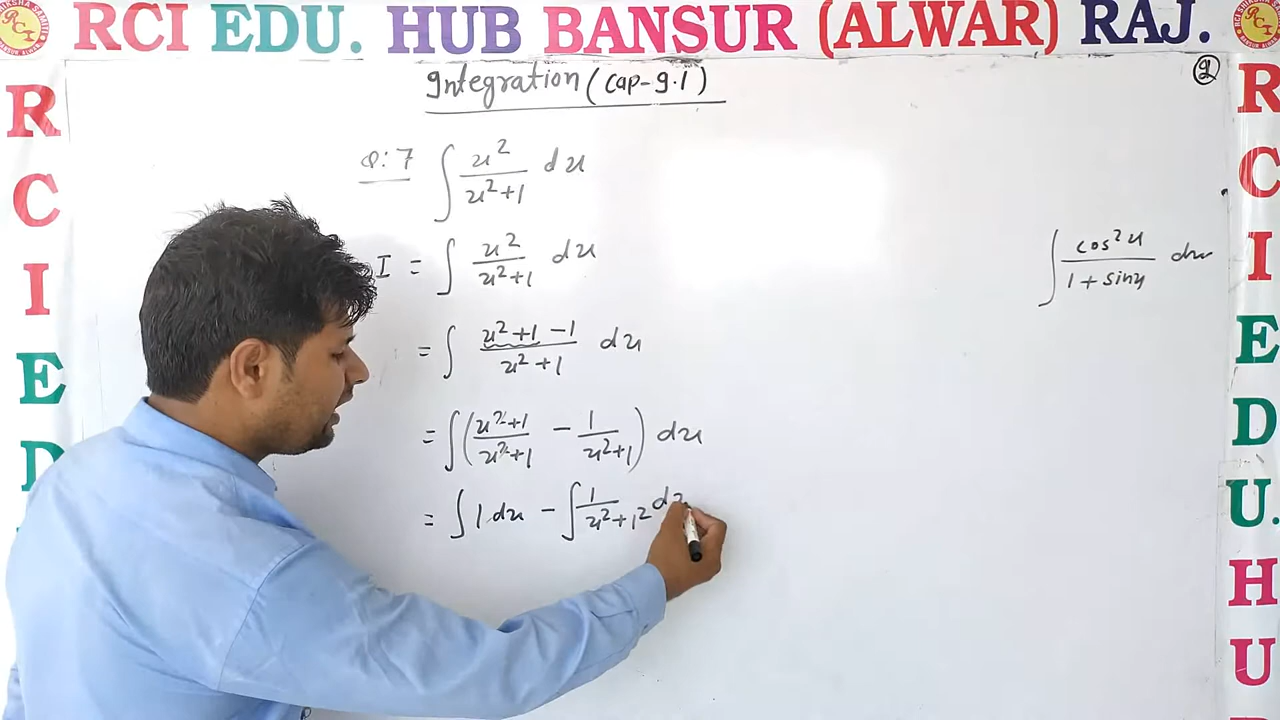 RCI EDU. HUB BANSUR (ALWAR) RAJ.
Integration (Cap-9.1)
2
Q:7 ∫ x²/(x²+1) dx
I = ∫ x²/(x²+1) dx
= ∫ (x²+1-1)/(x²+1) dx
= ∫ ((x²+1)/(x²+1) - 1/(x²+1)) dx
= ∫ 1.dx - ∫ 1/(x²+1²) dx
∫ cos²x/(1+sinx) dx
R
C
I
E
D
R
C
I
E
D
U.
H
U